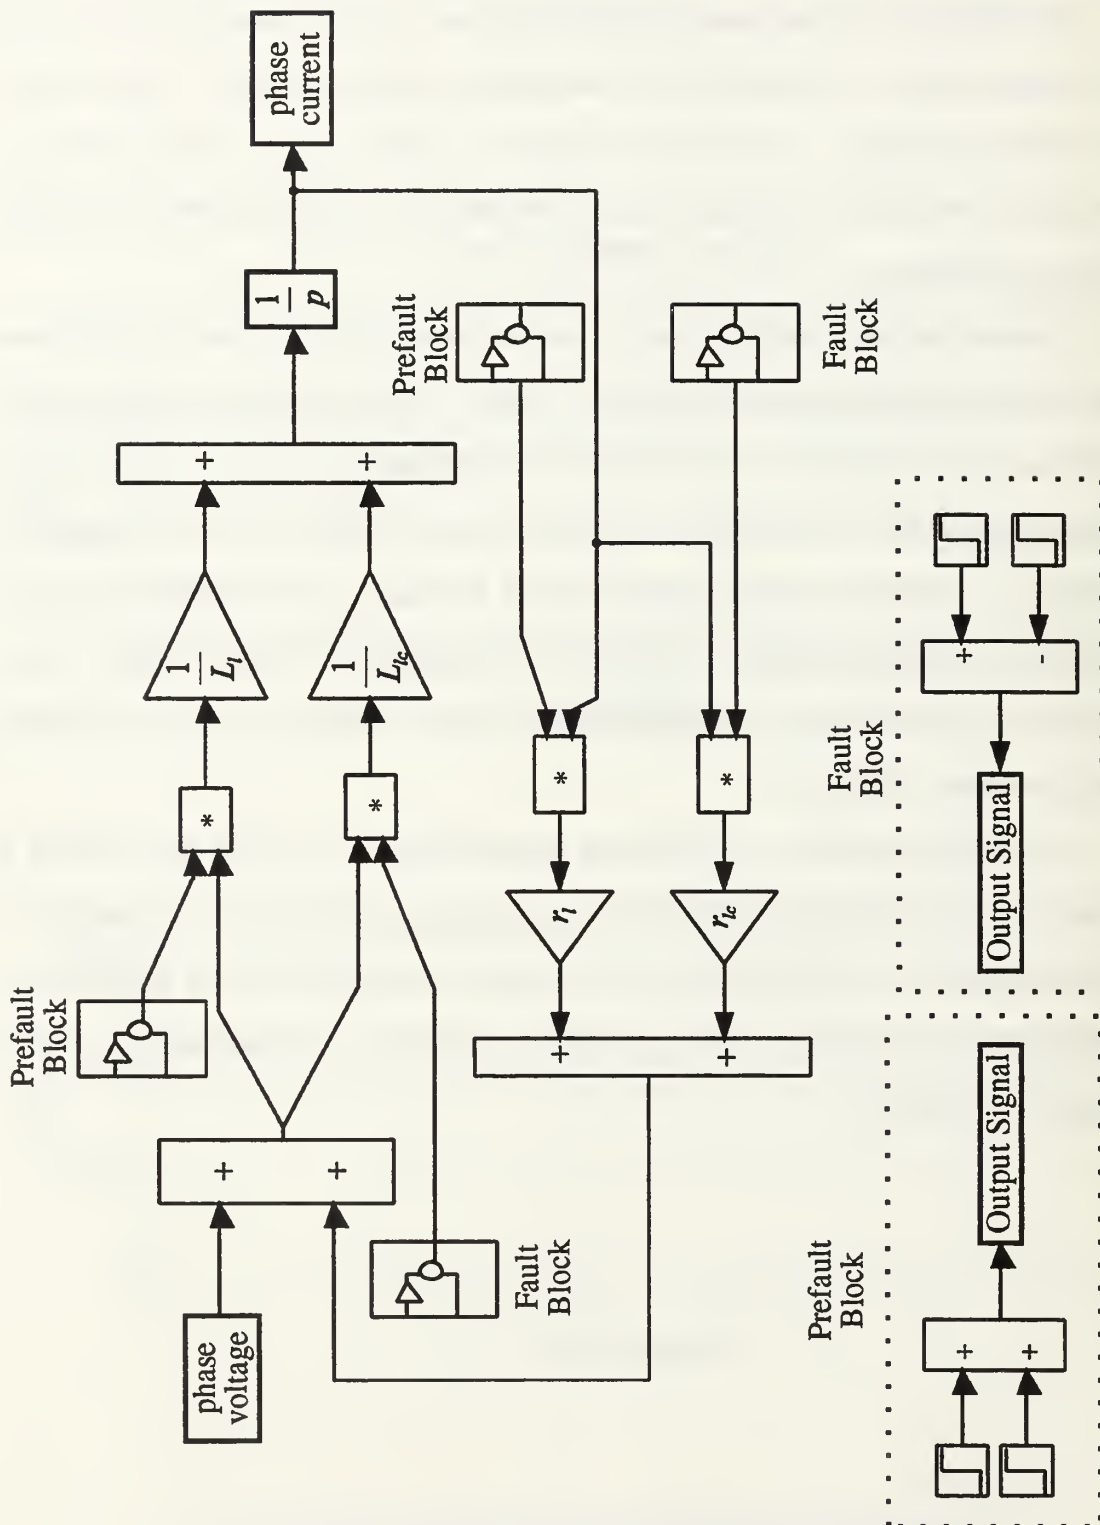 phase
voltage
+
+
Prefault
Block
Fault
Block
*
*
1
L_l
1
L_lc
+
+
1
p
phase
current
Prefault
Block
Fault
Block
*
*
r_l
r_lc
+
+
Prefault
Block
+
+
Output Signal
Fault
Block
+
-
Output Signal